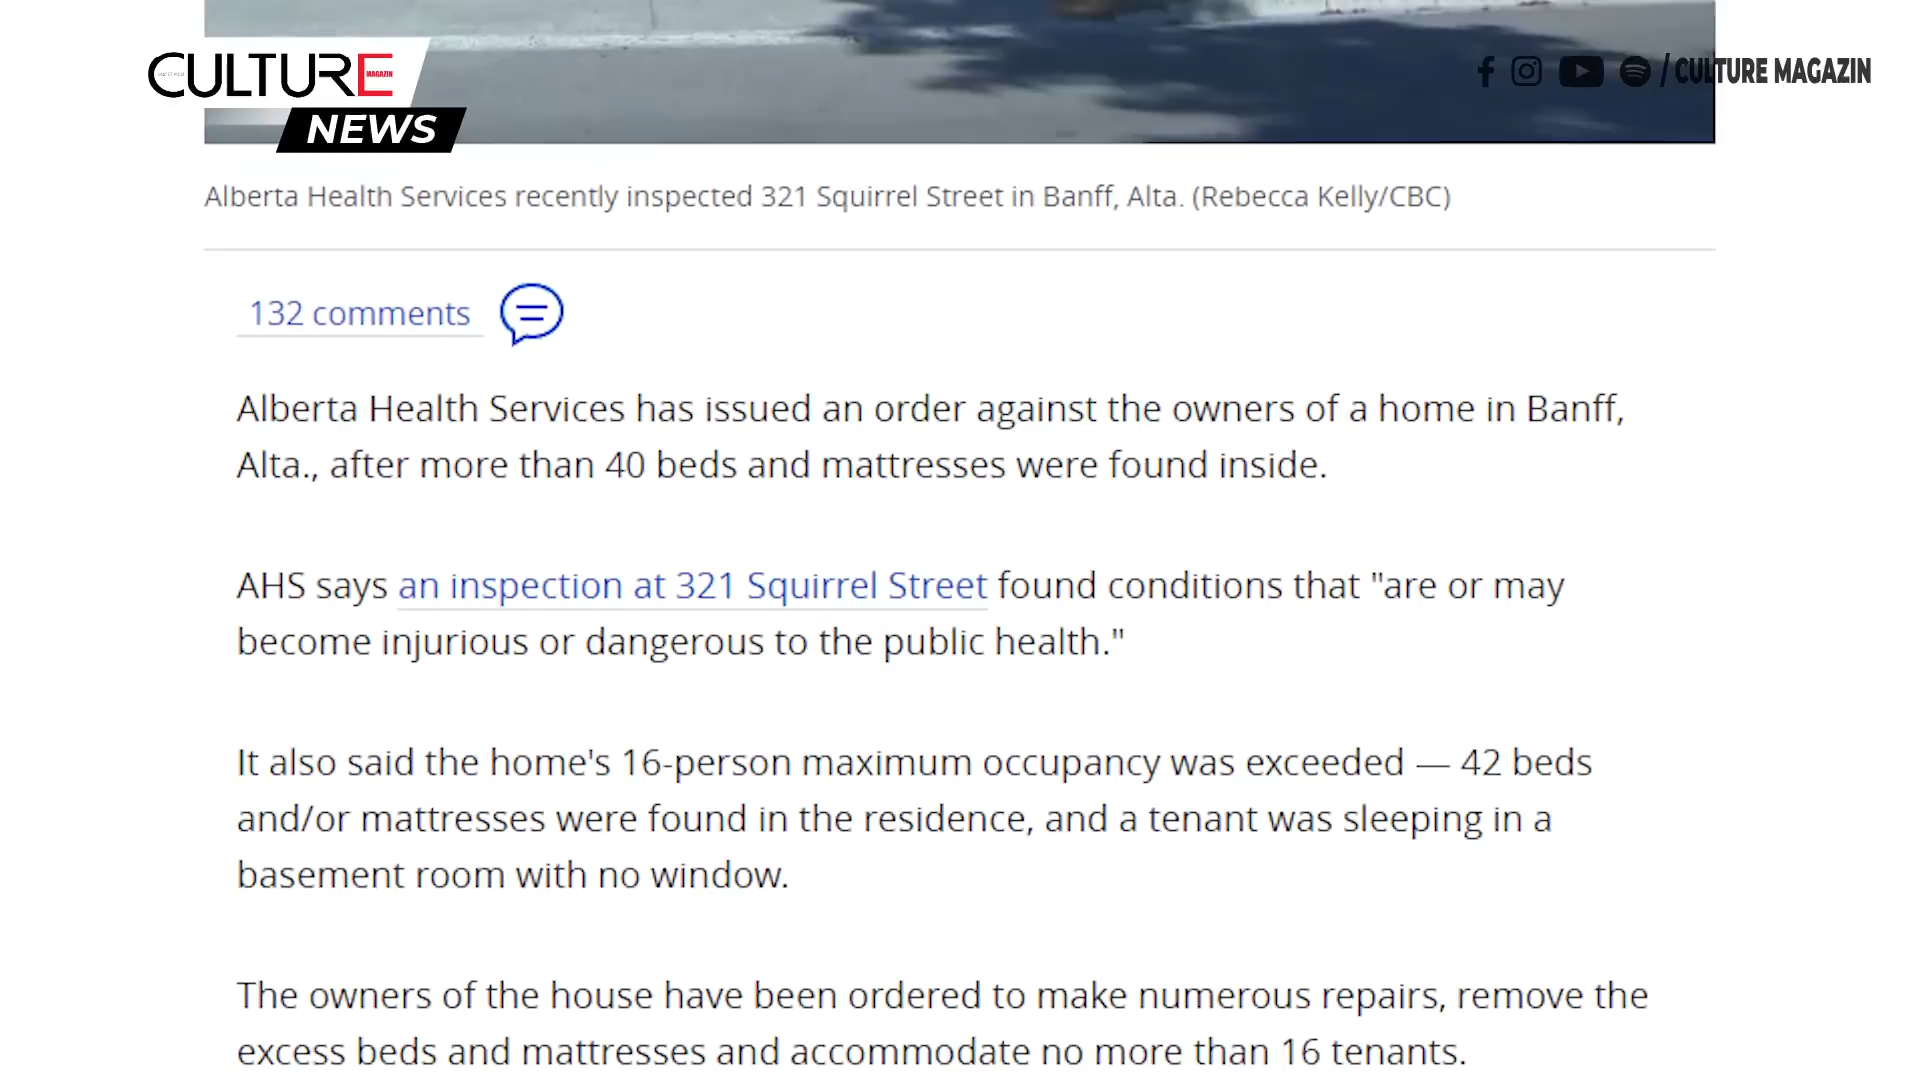 CULTURE
MAGAZIN
NEWS
/ CULTURE MAGAZIN
Alberta Health Services recently inspected 321 Squirrel Street in Banff, Alta. (Rebecca Kelly/CBC)
132 comments
Alberta Health Services has issued an order against the owners of a home in Banff,
Alta., after more than 40 beds and mattresses were found inside.
AHS says an inspection at 321 Squirrel Street found conditions that "are or may
become injurious or dangerous to the public health."
It also said the home's 16-person maximum occupancy was exceeded — 42 beds
and/or mattresses were found in the residence, and a tenant was sleeping in a
basement room with no window.
The owners of the house have been ordered to make numerous repairs, remove the
excess beds and mattresses and accommodate no more than 16 tenants.